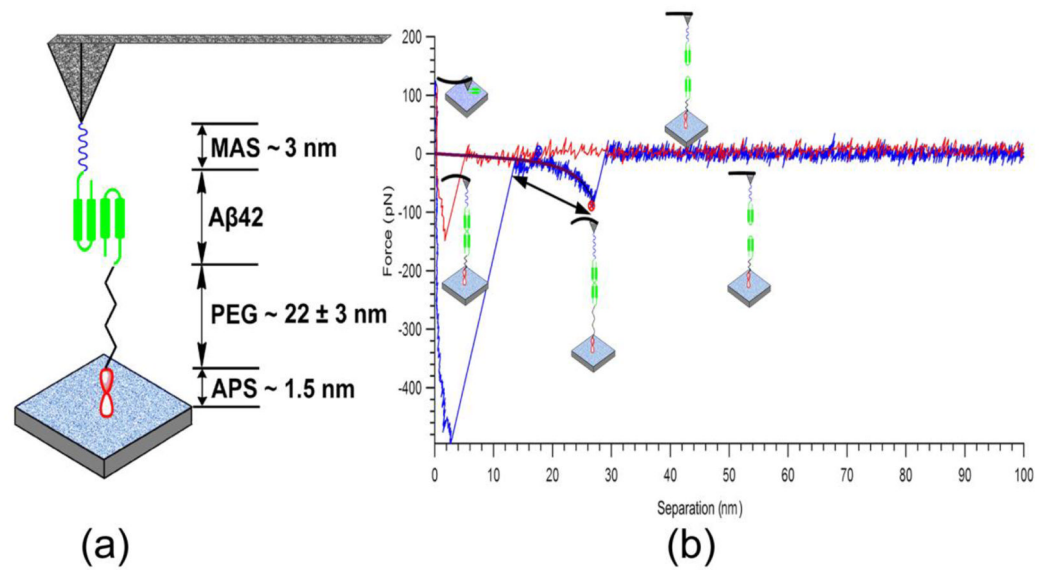 MAS ~ 3 nm
Aβ42
PEG ~ 22 ± 3 nm
APS ~ 1.5 nm
(a)
200
100
0
-100
-200
-300
-400
Force (pN)
0 10 20 30 40 50 60 70 80 90 100
Separation (nm)
(b)